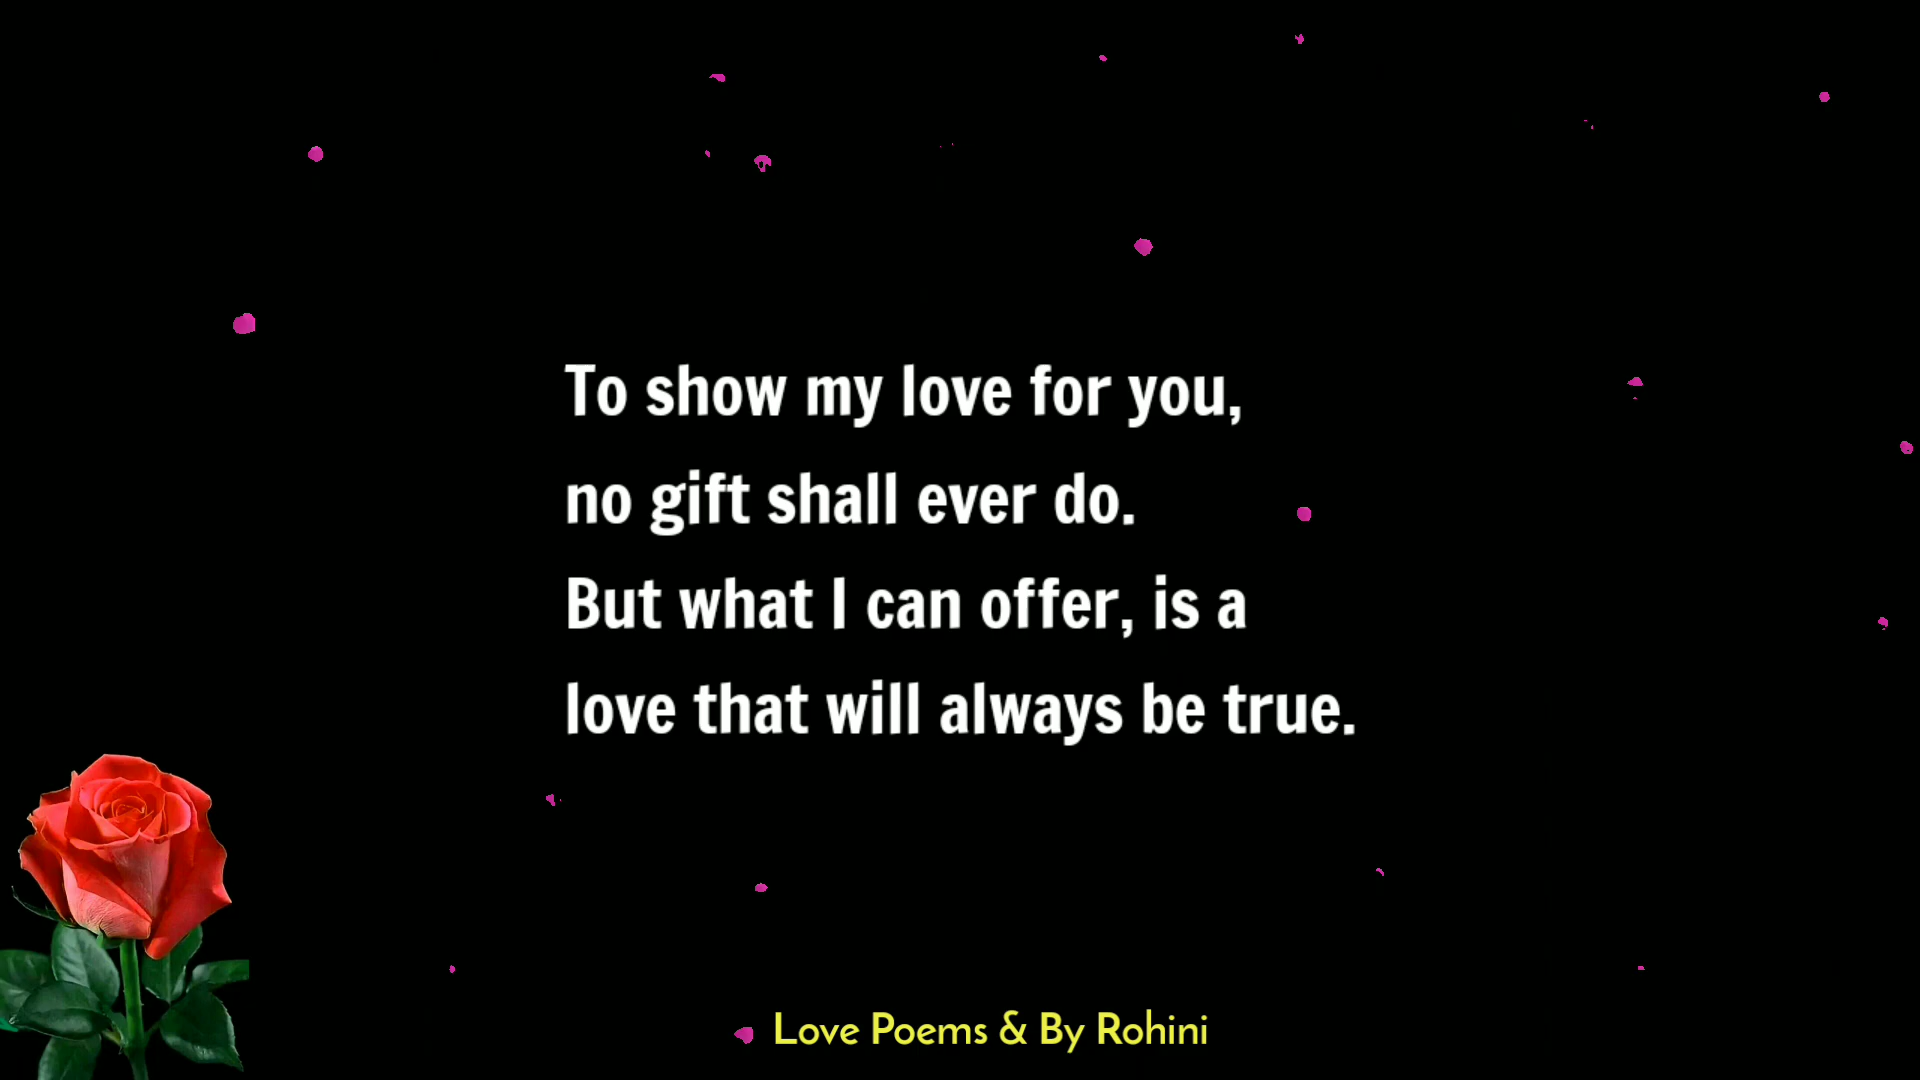 To show my love for you,
no gift shall ever do.
But what I can offer, is a
love that will always be true.
Love Poems & By Rohini